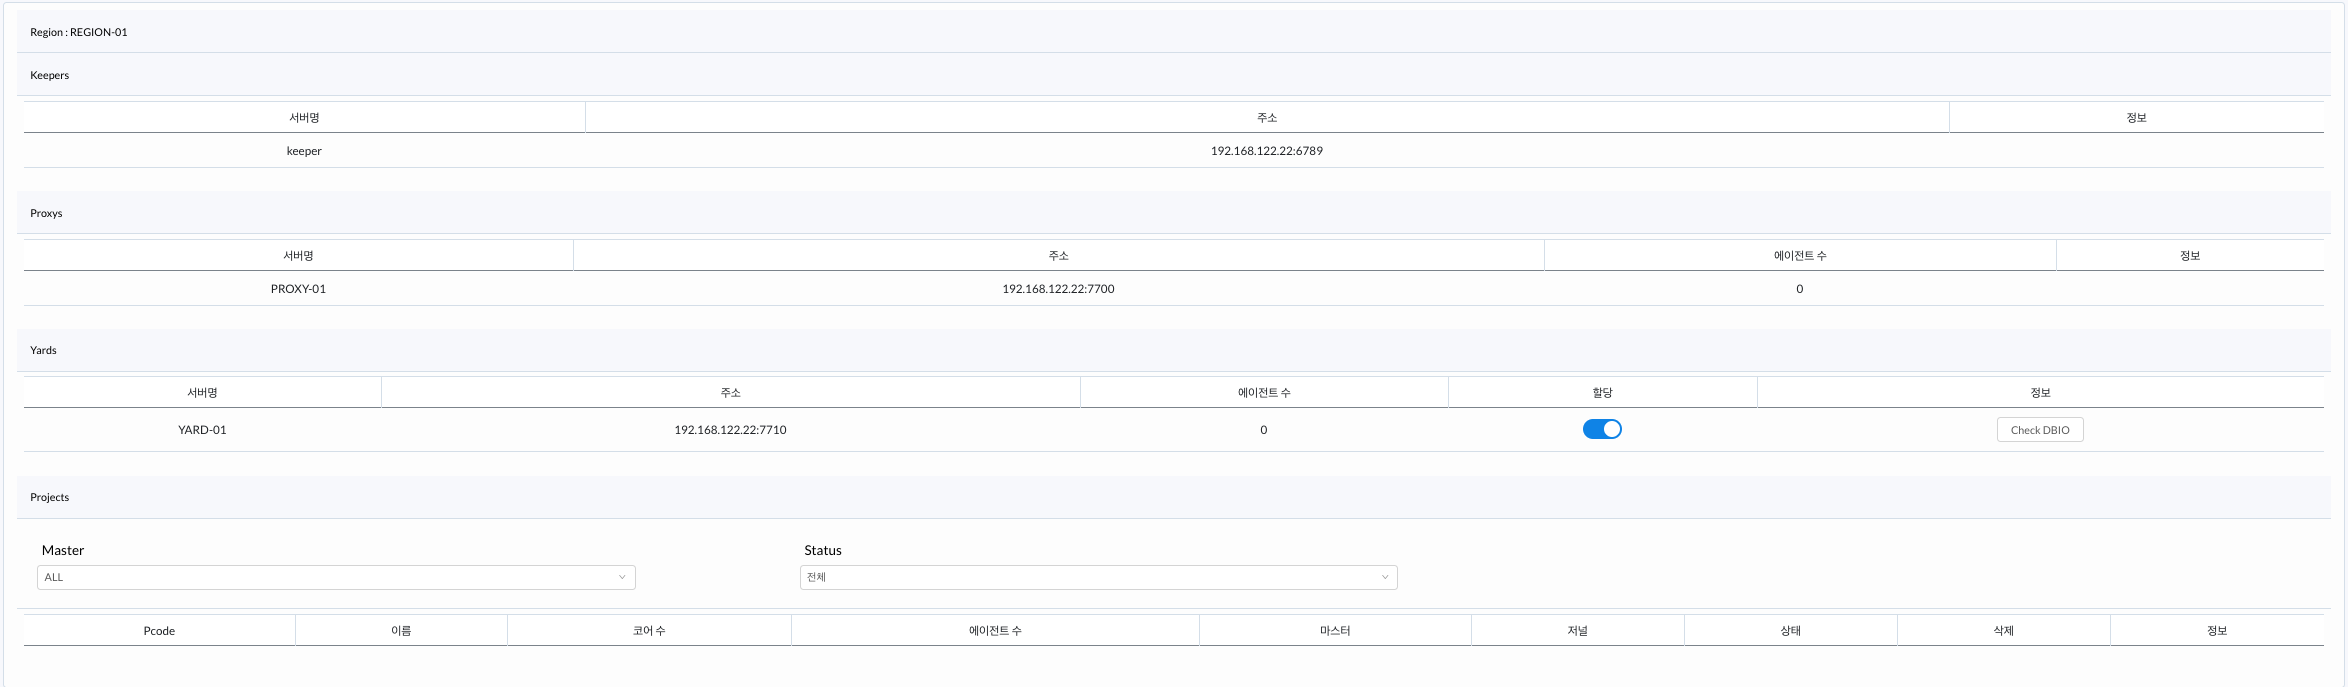 Region : REGION-01
Keepers
서버명 주소 정보
keeper 192.168.122.22:6789
Proxys
서버명 주소 에이전트 수 정보
PROXY-01 192.168.122.22:7700 0
Yards
서버명 주소 에이전트 수 할당 정보
YARD-01 192.168.122.22:7710 0 Check DBIO
Projects
Master Status
ALL 전체
Pcode 이름 코어 수 에이전트 수 마스터 저널 상태 삭제 정보